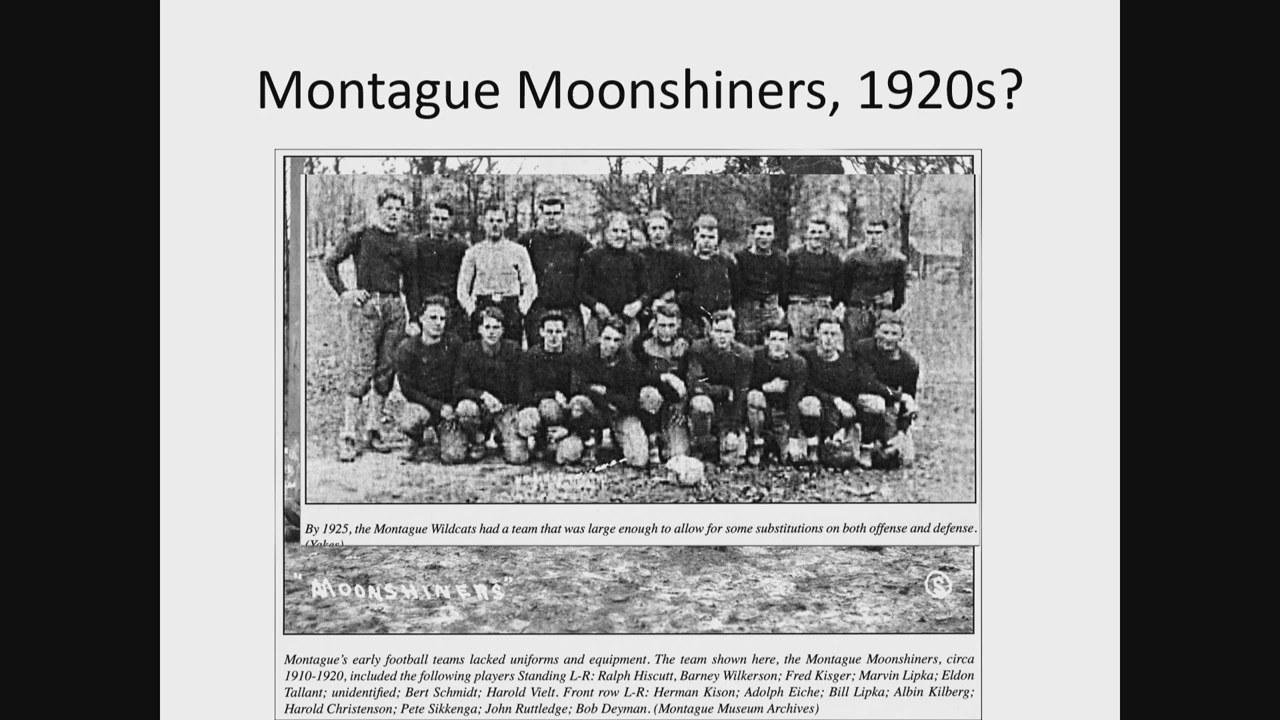 Montague Moonshiners, 1920s?
By 1925, the Montague Wildcats had a team that was large enough to allow for some substitutions on both offense and defense.
(Yakes)
"MOONSHINERS"
S
Montague's early football teams lacked uniforms and equipment. The team shown here, the Montague Moonshiners, circa
1910-1920, included the following players Standing L-R: Ralph Hiscutt, Barney Wilkerson; Fred Kisger; Marvin Lipka; Eldon
Tallant; unidentified; Bert Schmidt; Harold Vielt. Front row L-R: Herman Kison; Adolph Eiche; Bill Lipka; Albin Kilberg;
Harold Christenson; Pete Sikkenga; John Ruttledge; Bob Deyman. (Montague Museum Archives)